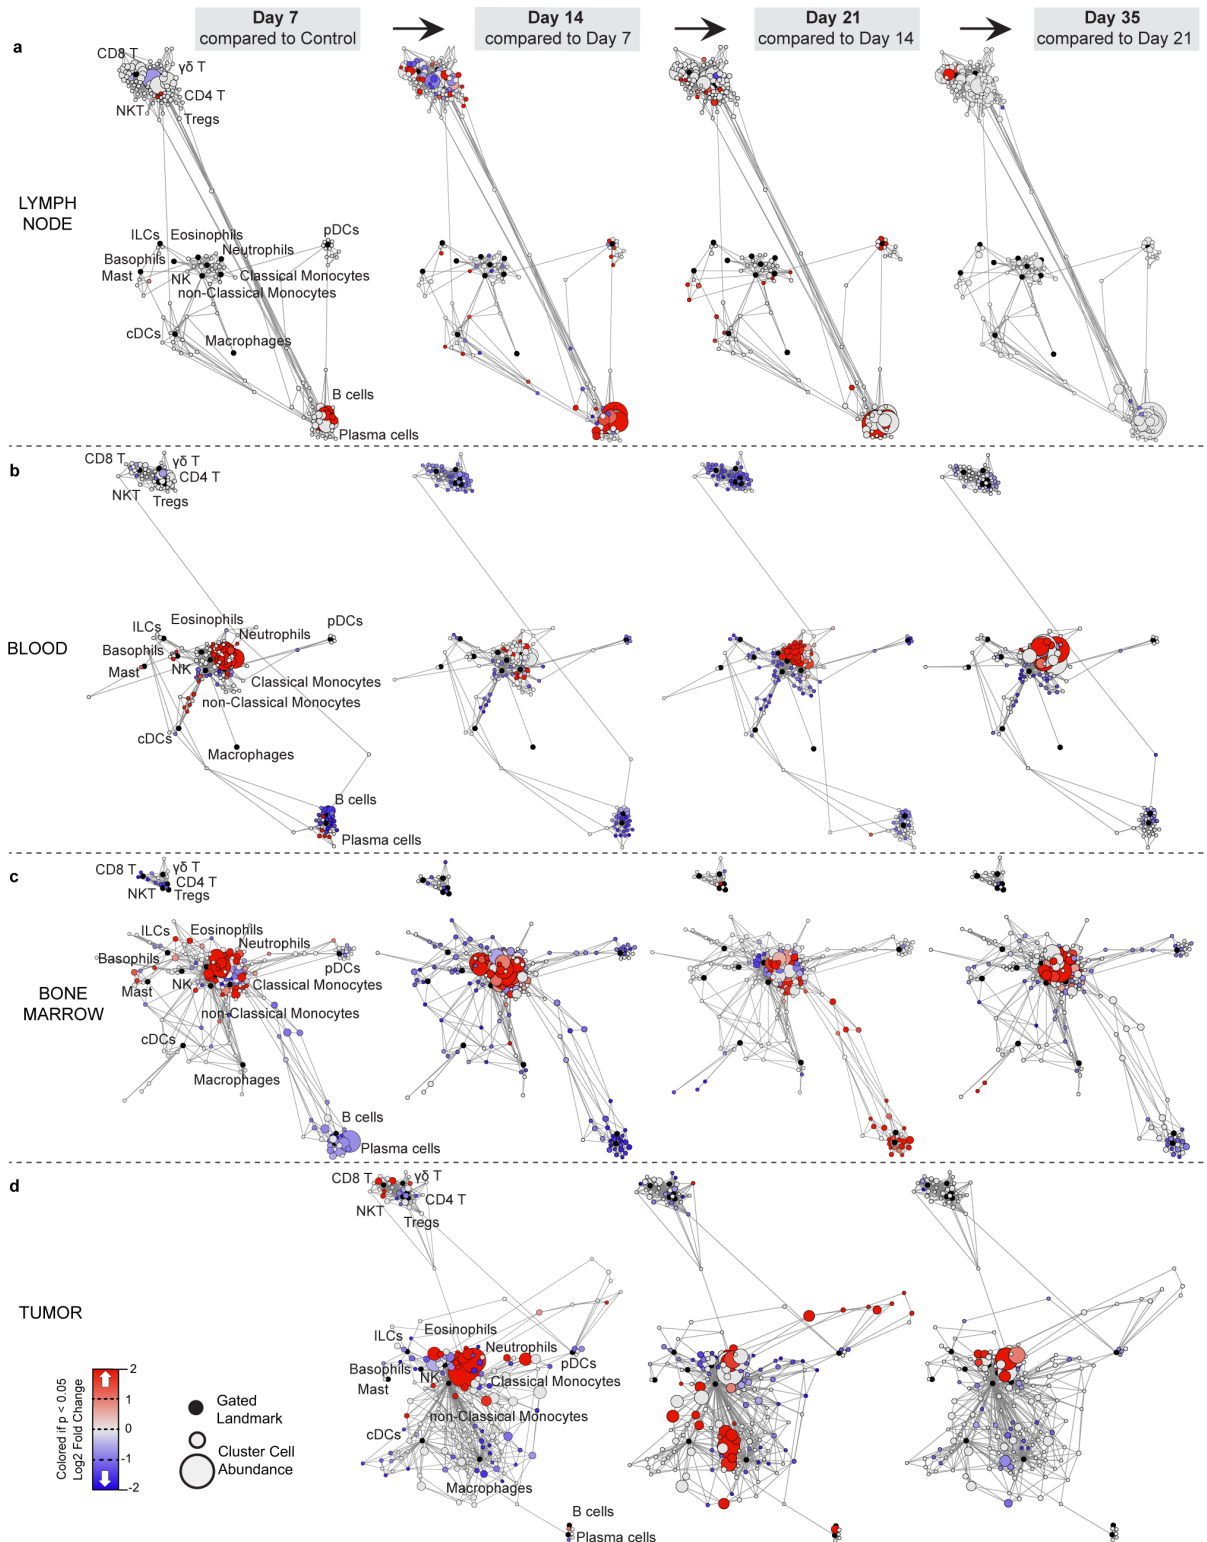 Day 7
compared to Control
Day 14
compared to Day 7
Day 21
compared to Day 14
Day 35
compared to Day 21
a
LYMPH
NODE
CD8 T
γδ T
CD4 T
NKT
Tregs
pDCs
ILCs
Eosinophils
Neutrophils
Basophils
Mast
NK
Classical Monocytes
non-Classical Monocytes
cDCs
Macrophages
B cells
Plasma cells
b
BLOOD
CD8 T
γδ T
CD4 T
NKT
Tregs
Eosinophils
pDCs
ILCs
Neutrophils
Basophils
Mast
NK
Classical Monocytes
non-Classical Monocytes
cDCs
Macrophages
B cells
Plasma cells
c
BONE
MARROW
CD8 T
γδ T
CD4 T
NKT
Tregs
ILCs
Eosinophils
Neutrophils
Basophils
pDCs
Mast
NK
Classical Monocytes
non-Classical Monocytes
cDCs
Macrophages
B cells
Plasma cells
d
TUMOR
CD8 T
γδ T
CD4 T
NKT
Tregs
Eosinophils
ILCs
Neutrophils
Basophils
pDCs
Mast
NK
Classical Monocytes
non-Classical Monocytes
cDCs
Macrophages
B cells
Plasma cells
Colored if p < 0.05
Log2 Fold Change
2
1
0
-1
-2
Gated
Landmark
Cluster Cell
Abundance